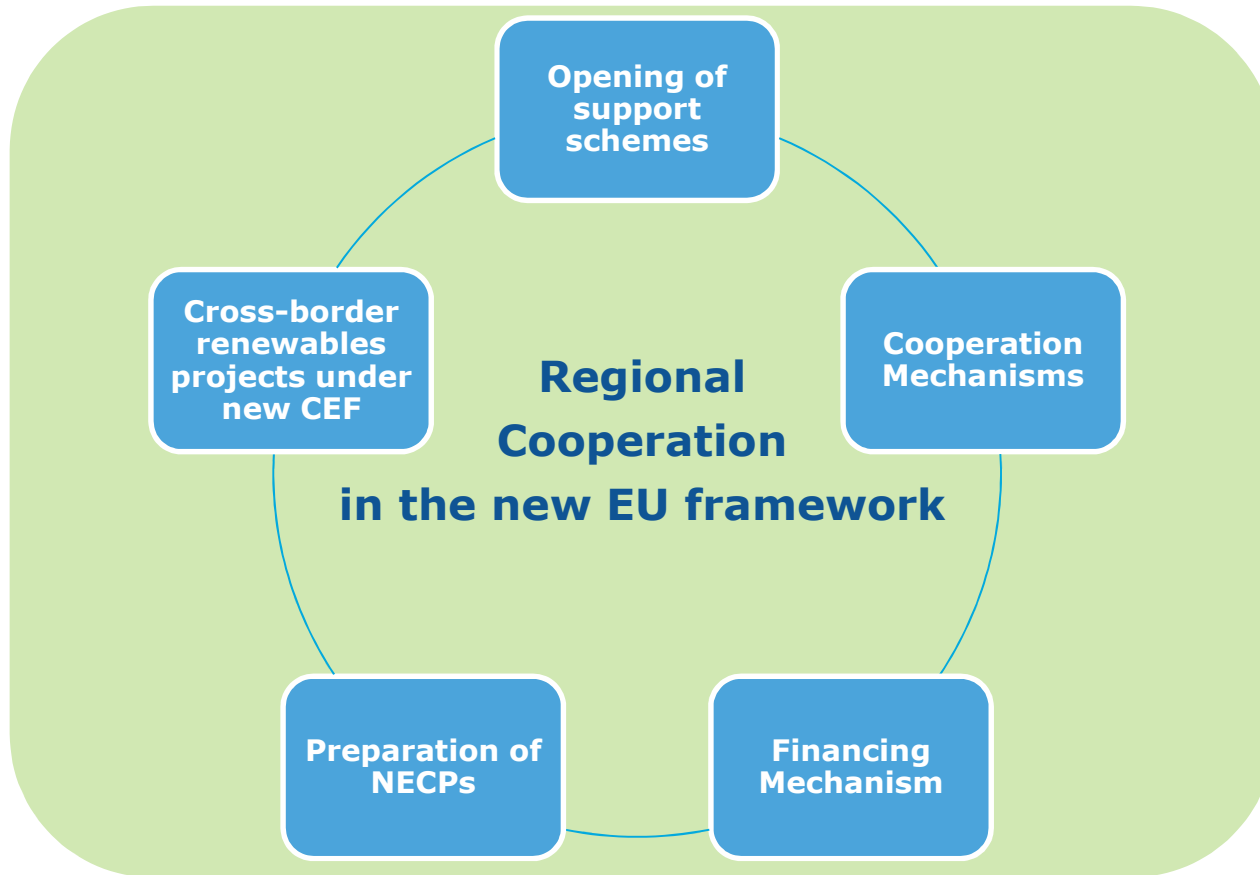 Opening of
support
schemes
Cross-border
renewables
projects under
new CEF
Cooperation
Mechanisms
Regional
Cooperation
in the new EU framework
Preparation of
NECPs
Financing
Mechanism